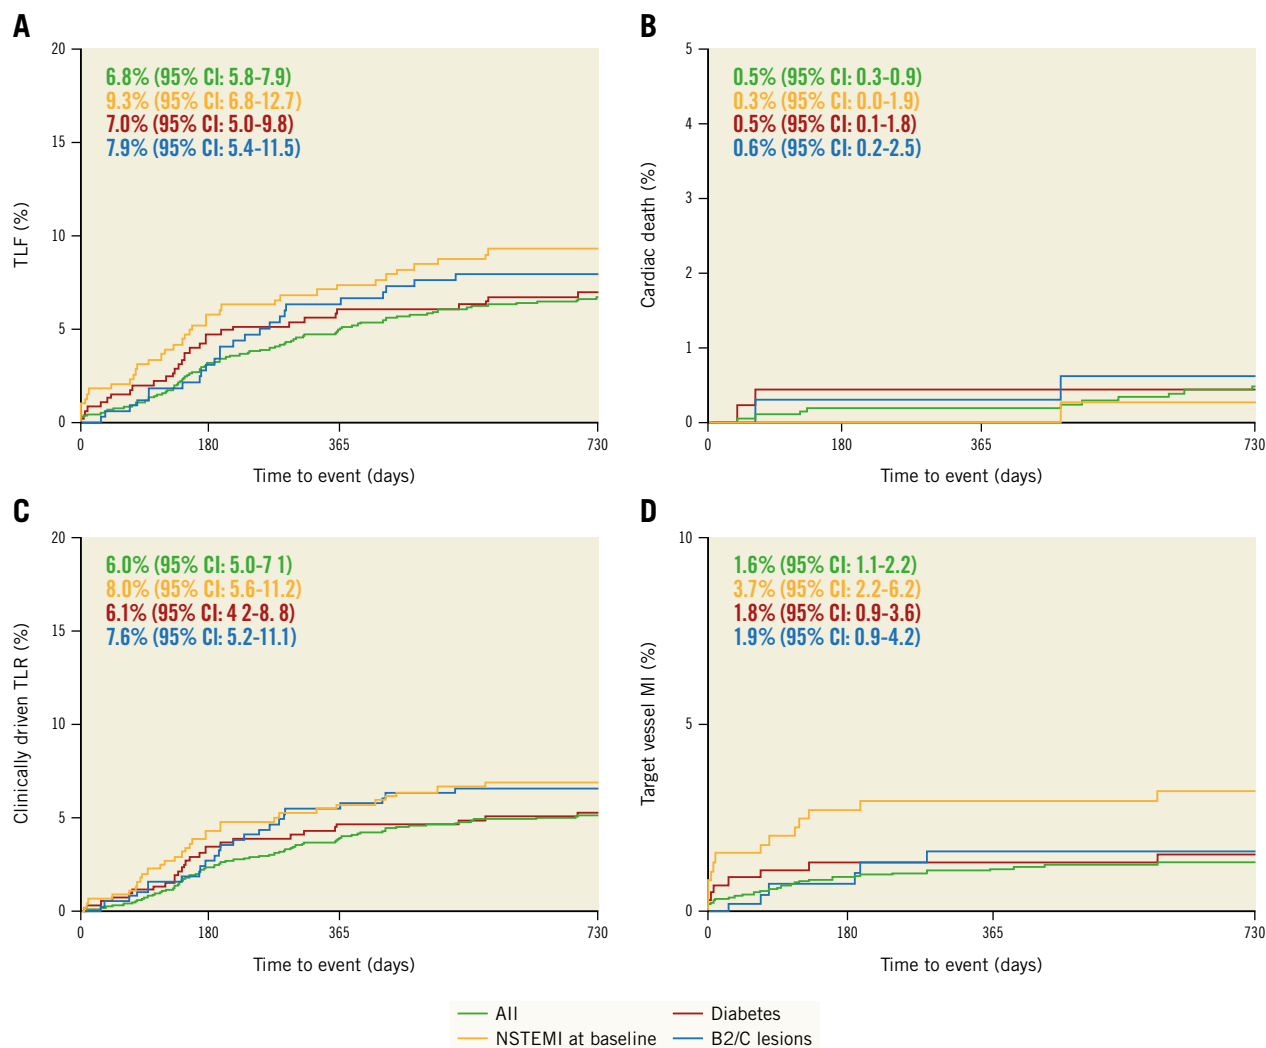 A
20
15
10
5
0
TLF (%)
6.8% (95% CI: 5.8-7.9)
9.3% (95% CI: 6.8-12.7)
7.0% (95% CI: 5.0-9.8)
7.9% (95% CI: 5.4-11.5)
0 180 365 730
Time to event (days)
B
5
4
3
2
1
0
Cardiac death (%)
0.5% (95% CI: 0.3-0.9)
0.3% (95% CI: 0.0-1.9)
0.5% (95% CI: 0.1-1.8)
0.6% (95% CI: 0.2-2.5)
0 180 365 730
Time to event (days)
C
20
15
10
5
0
Clinically driven TLR (%)
6.0% (95% CI: 5.0-7 1)
8.0% (95% CI: 5.6-11.2)
6.1% (95% CI: 4 2-8. 8)
7.6% (95% CI: 5.2-11.1)
0 180 365 730
Time to event (days)
D
10
5
0
Target vessel MI (%)
1.6% (95% CI: 1.1-2.2)
3.7% (95% CI: 2.2-6.2)
1.8% (95% CI: 0.9-3.6)
1.9% (95% CI: 0.9-4.2)
0 180 365 730
Time to event (days)
All
Diabetes
NSTEMI at baseline
B2/C lesions